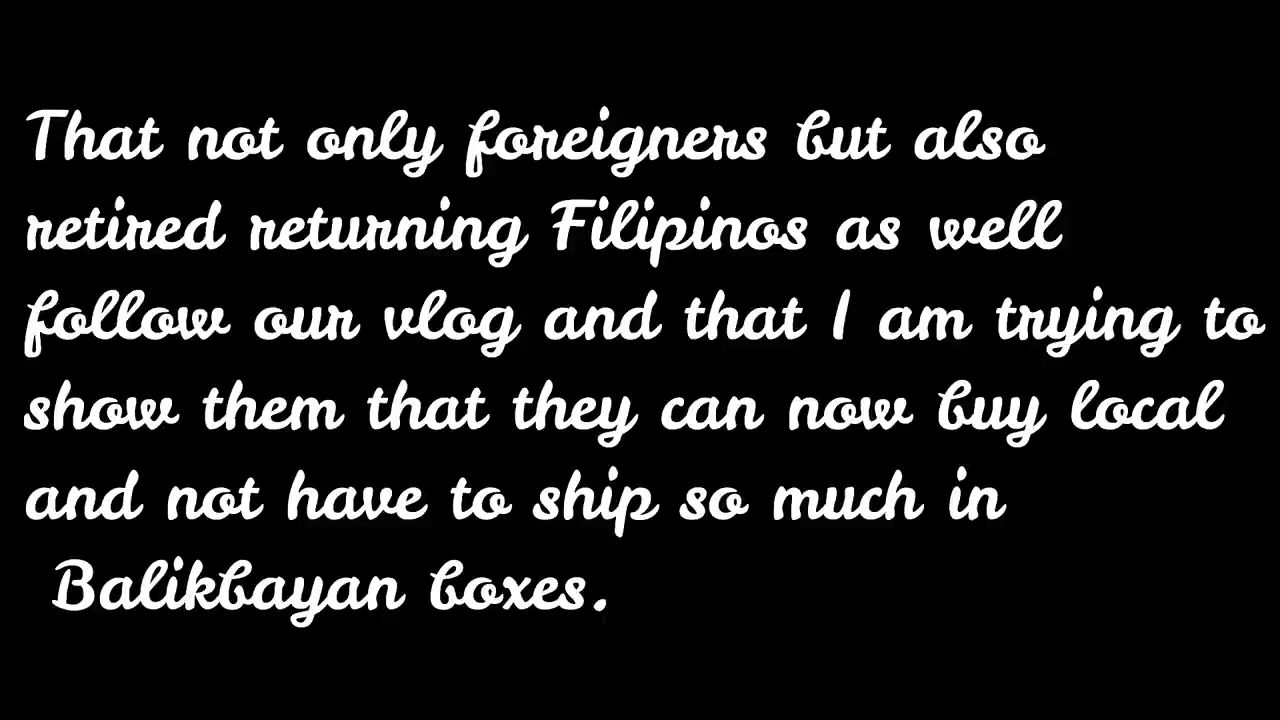 That not only foreigners but also
retired returning Filipinos as well
follow our vlog and that I am trying to
show them that they can now buy local
and not have to ship so much in
Balikbayan boxes.